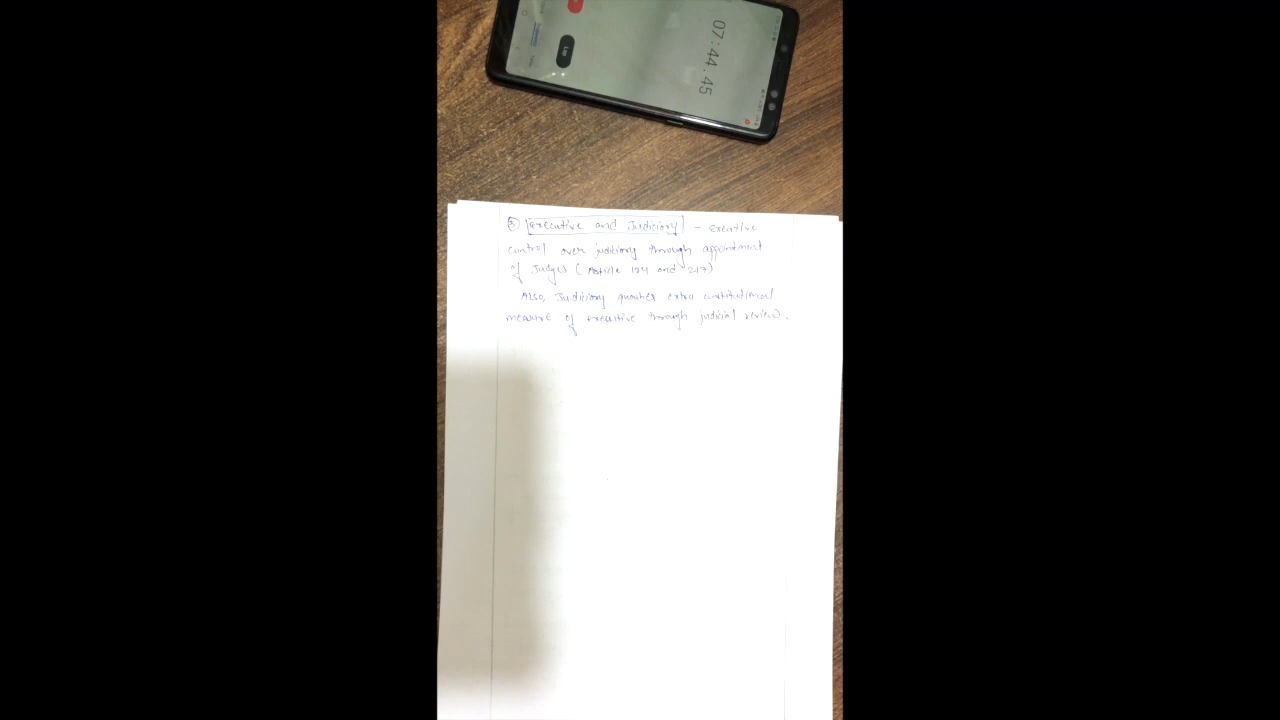 07:44.45
Lap
③ Executive and Judiciary - Executive
control over judiciary through appointment
of Judges (Article 124 and 217)
Also, Judiciary quashes extra constitutional
measure of executive through judicial review.